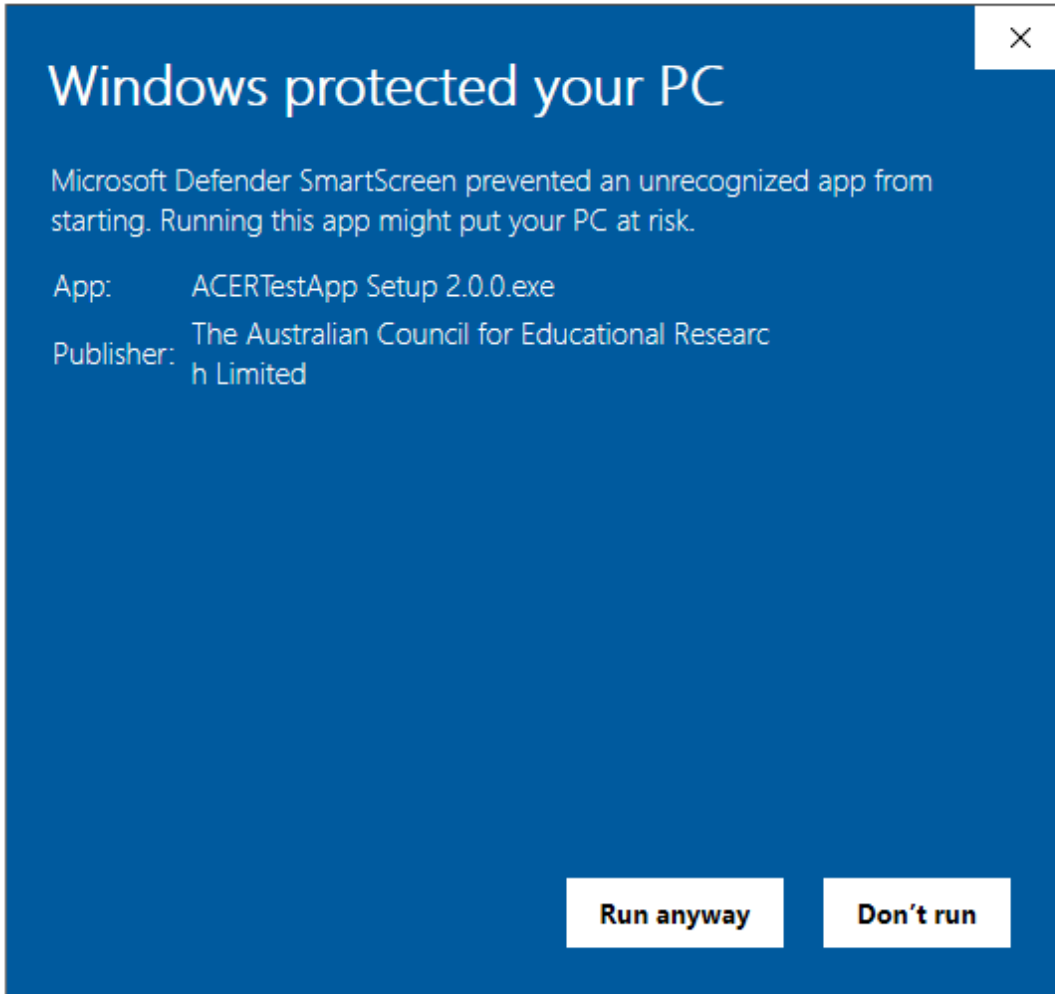 Windows protected your PC
Microsoft Defender SmartScreen prevented an unrecognized app from
starting. Running this app might put your PC at risk.
App: ACERTestApp Setup 2.0.0.exe
Publisher: The Australian Council for Educational Researc
h Limited
Run anyway Don’t run